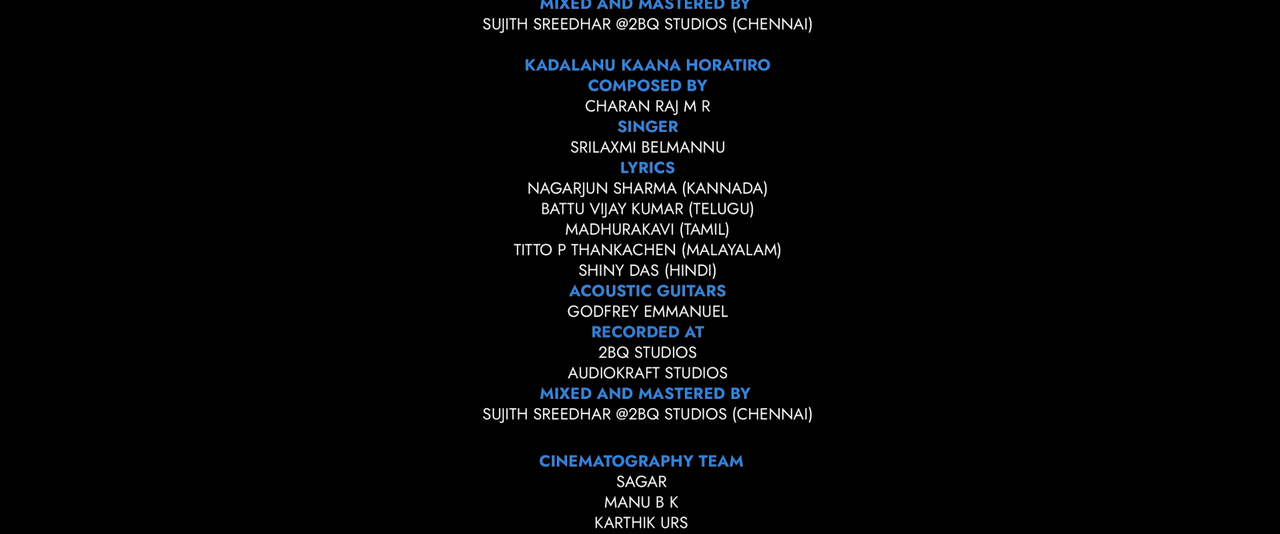 MIXED AND MASTERED BY
SUJITH SREEDHAR @2BQ STUDIOS (CHENNAI)
KADALANU KAANA HORATIRO
COMPOSED BY
CHARAN RAJ M R
SINGER
SRILAXMI BELMANNU
LYRICS
NAGARJUN SHARMA (KANNADA)
BATTU VIJAY KUMAR (TELUGU)
MADHURAKAVI (TAMIL)
TITTO P THANKACHEN (MALAYALAM)
SHINY DAS (HINDI)
ACOUSTIC GUITARS
GODFREY EMMANUEL
RECORDED AT
2BQ STUDIOS
AUDIOKRAFT STUDIOS
MIXED AND MASTERED BY
SUJITH SREEDHAR @2BQ STUDIOS (CHENNAI)
CINEMATOGRAPHY TEAM
SAGAR
MANU B K
KARTHIK URS